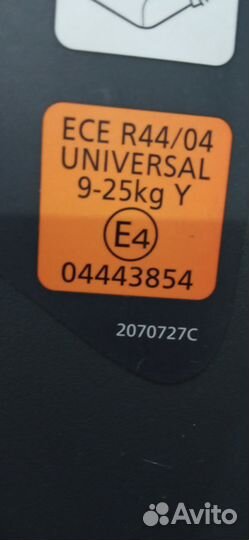 ECE R44/04
UNIVERSAL
9-25kg Y
E4
04443854
2070727C
Avito